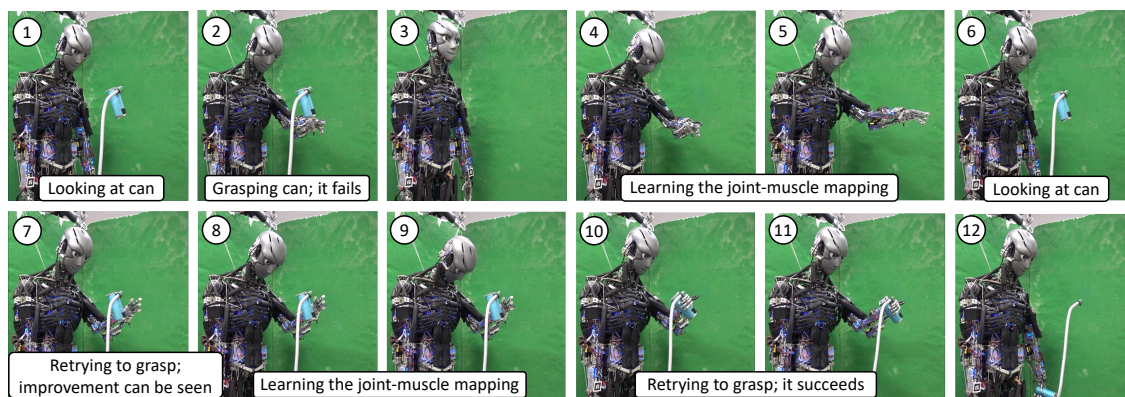 1
2
3
4
5
6
Looking at can
Grasping can; it fails
Learning the joint-muscle mapping
Looking at can
7
8
9
10
11
12
Retrying to grasp;
improvement can be seen
Learning the joint-muscle mapping
Retrying to grasp; it succeeds